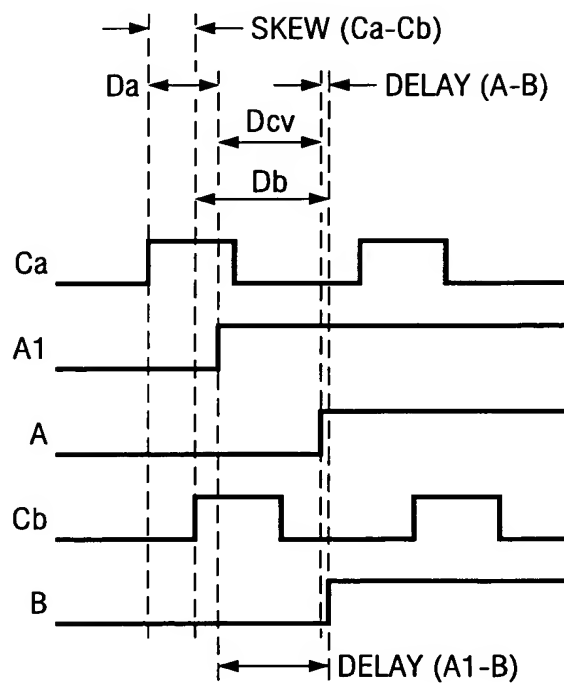 SKEW (Ca-Cb)
Da
DELAY (A-B)
Dcv
Db
Ca
A1
A
Cb
B
DELAY (A1-B)